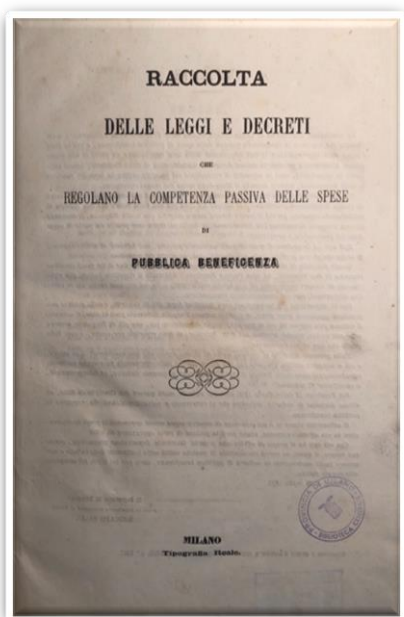 RACCOLTA
DELLE LEGGI E DECRETI
CHE
REGOLANO LA COMPETENZA PASSIVA DELLE SPESE
DI
PUBBLICA BENEFICENZA
MILANO
Tipografia Reale.